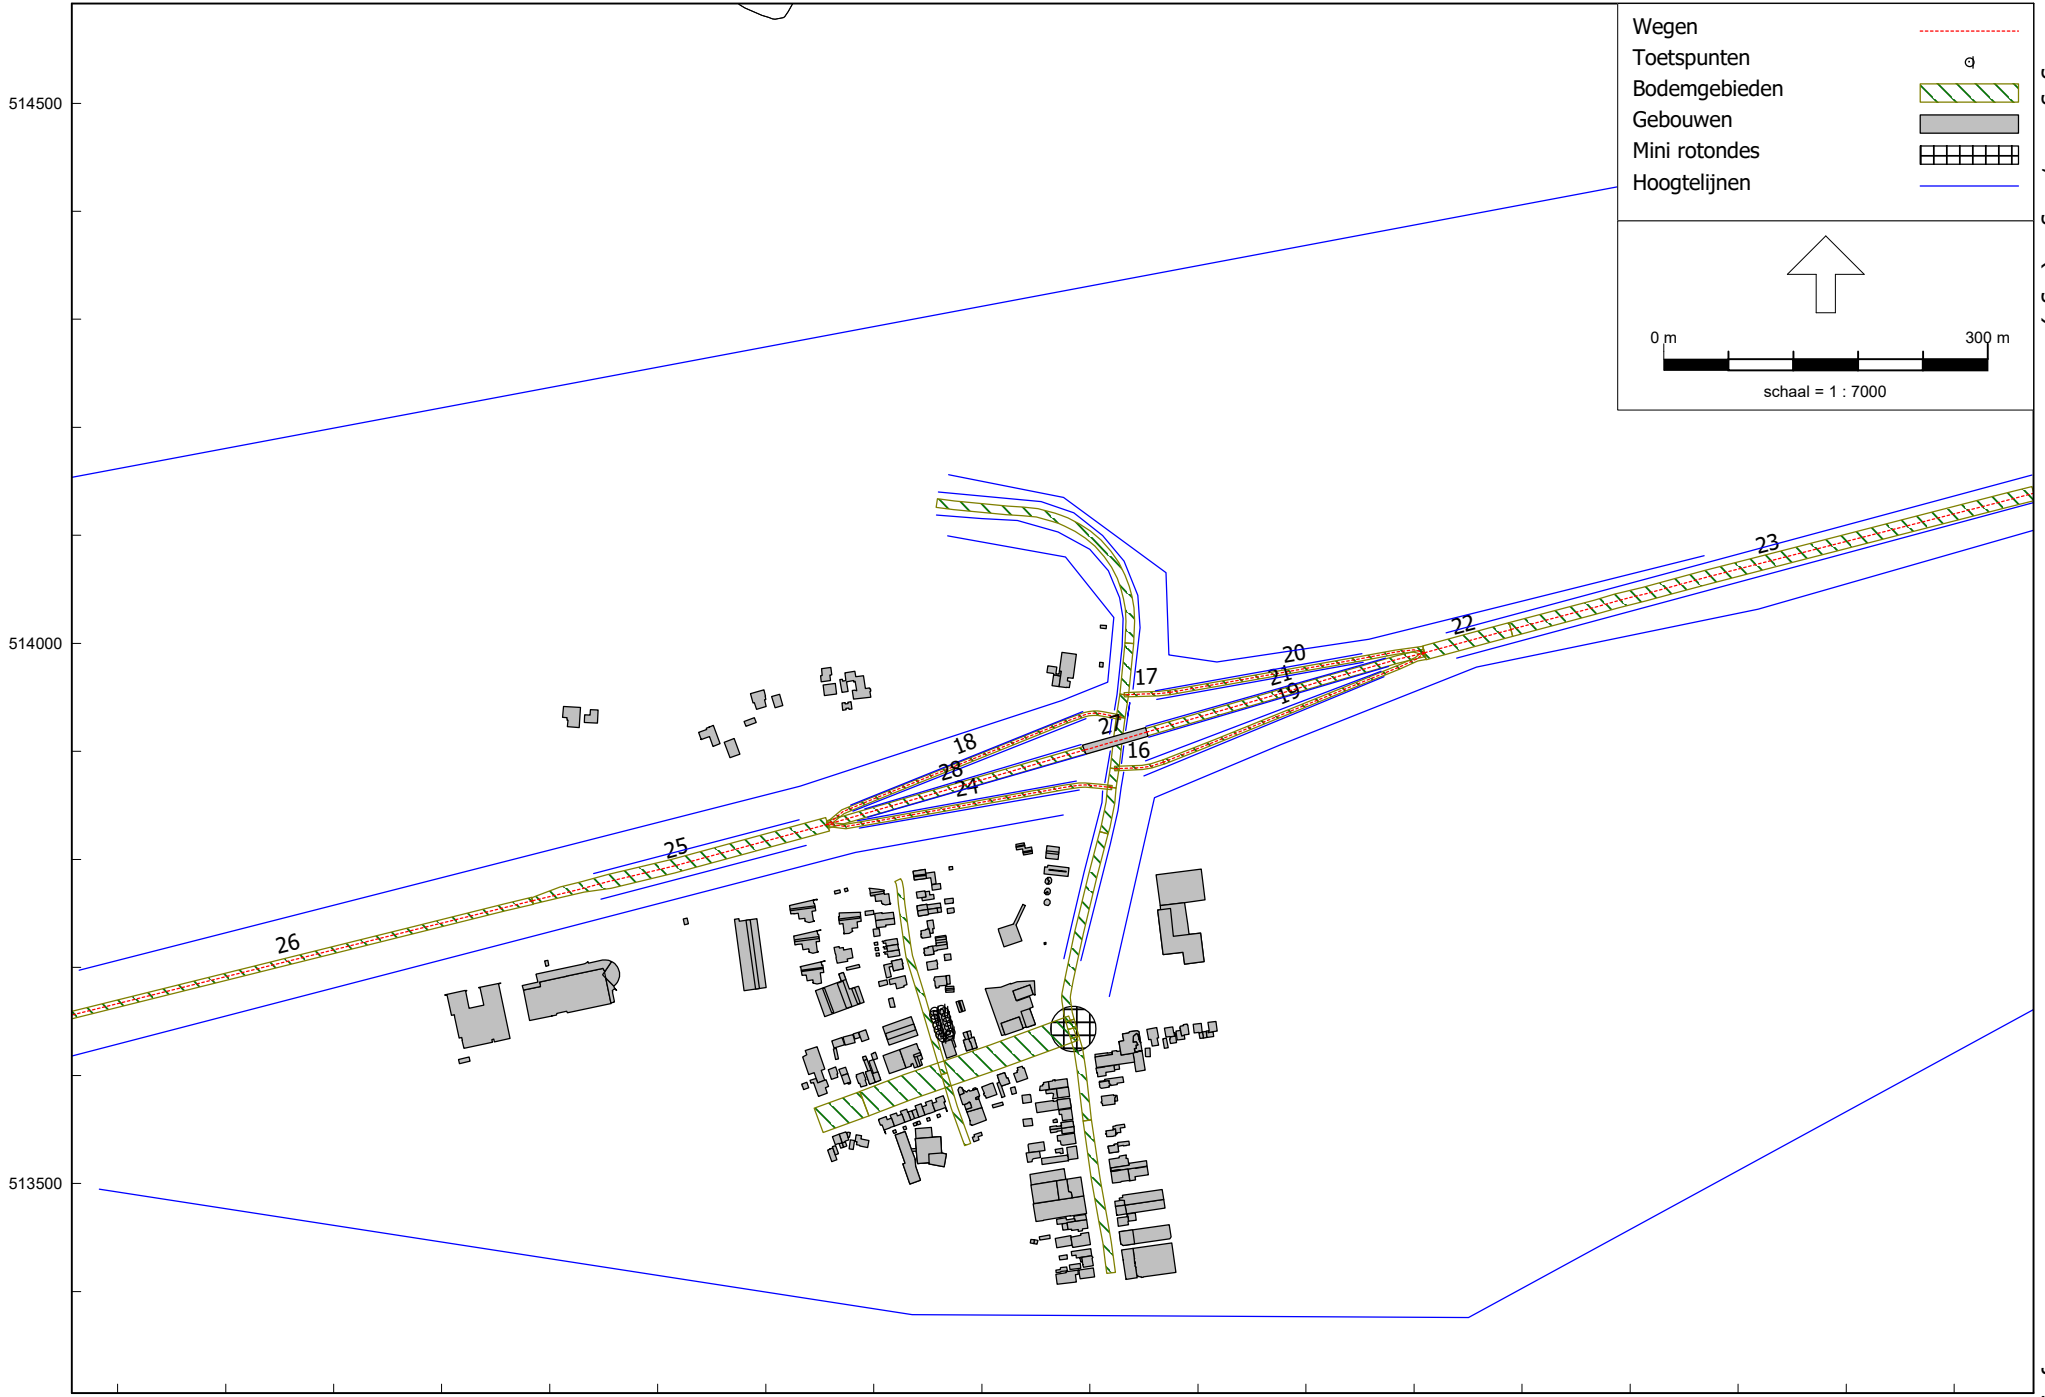 Wegen
Toetspunten
Bodemgebieden
Gebouwen
Mini rotondes
Hoogtelijnen
0 m 300 m
schaal = 1 : 7000
514500
514000
513500
23
22
20
21
19
17
27
16
18
28
24
25
26